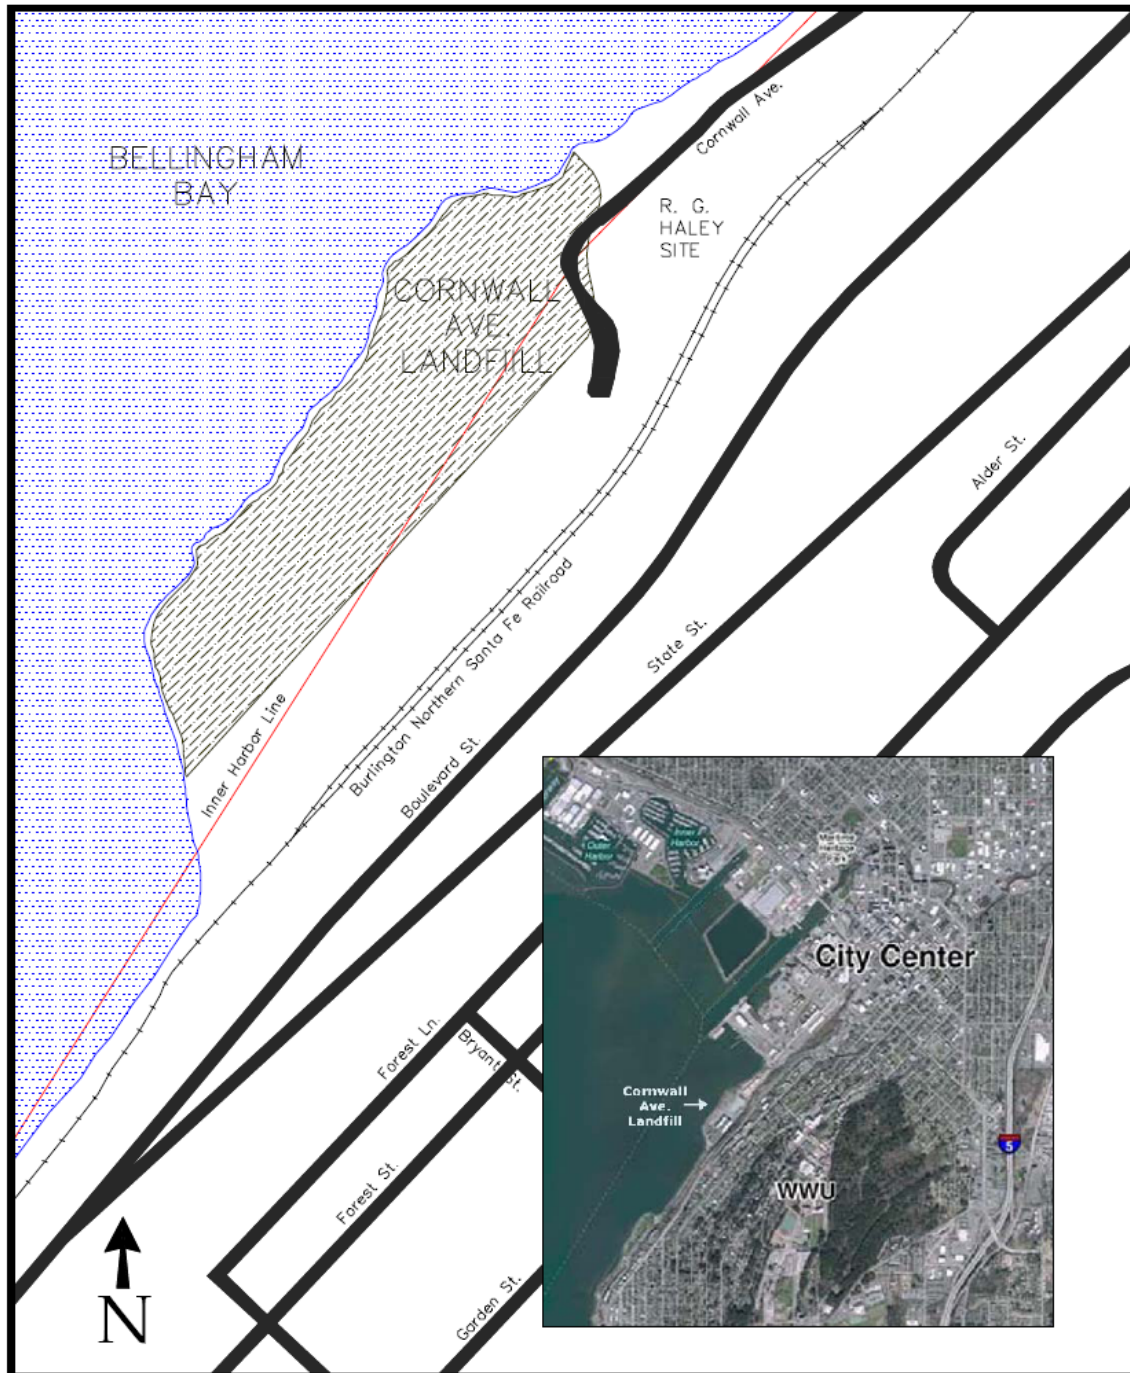 BELLINGHAM
BAY
Cornwall Ave.
R. G.
HALEY
SITE
CORNWALL
AVE.
LANDFIILL
Alder St.
State St.
Burlington Northern Santa Fe Railroad
Inner Harbor Line
Boulevard St.
Forest Ln.
Bryant St.
Forest St.
Garden St.
N
Outer
Harbor
Inner
Harbor
City Center
Cornwall
Ave.
Landfill
5
WWU